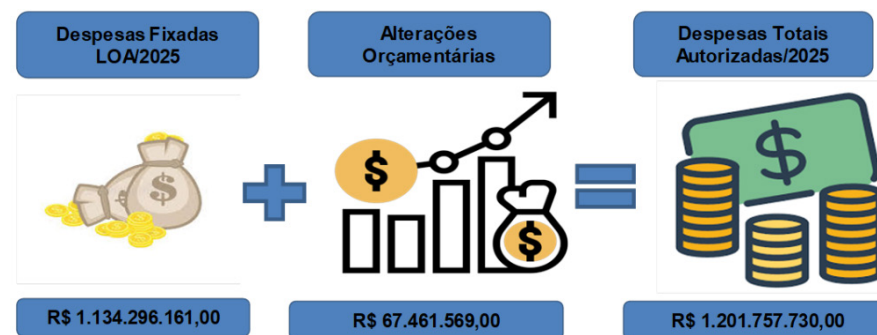 Despesas Fixadas
LOA/2025
Alterações
Orçamentárias
Despesas Totais
Autorizadas/2025
R$ 1.134.296.161,00
R$ 67.461.569,00
R$ 1.201.757.730,00